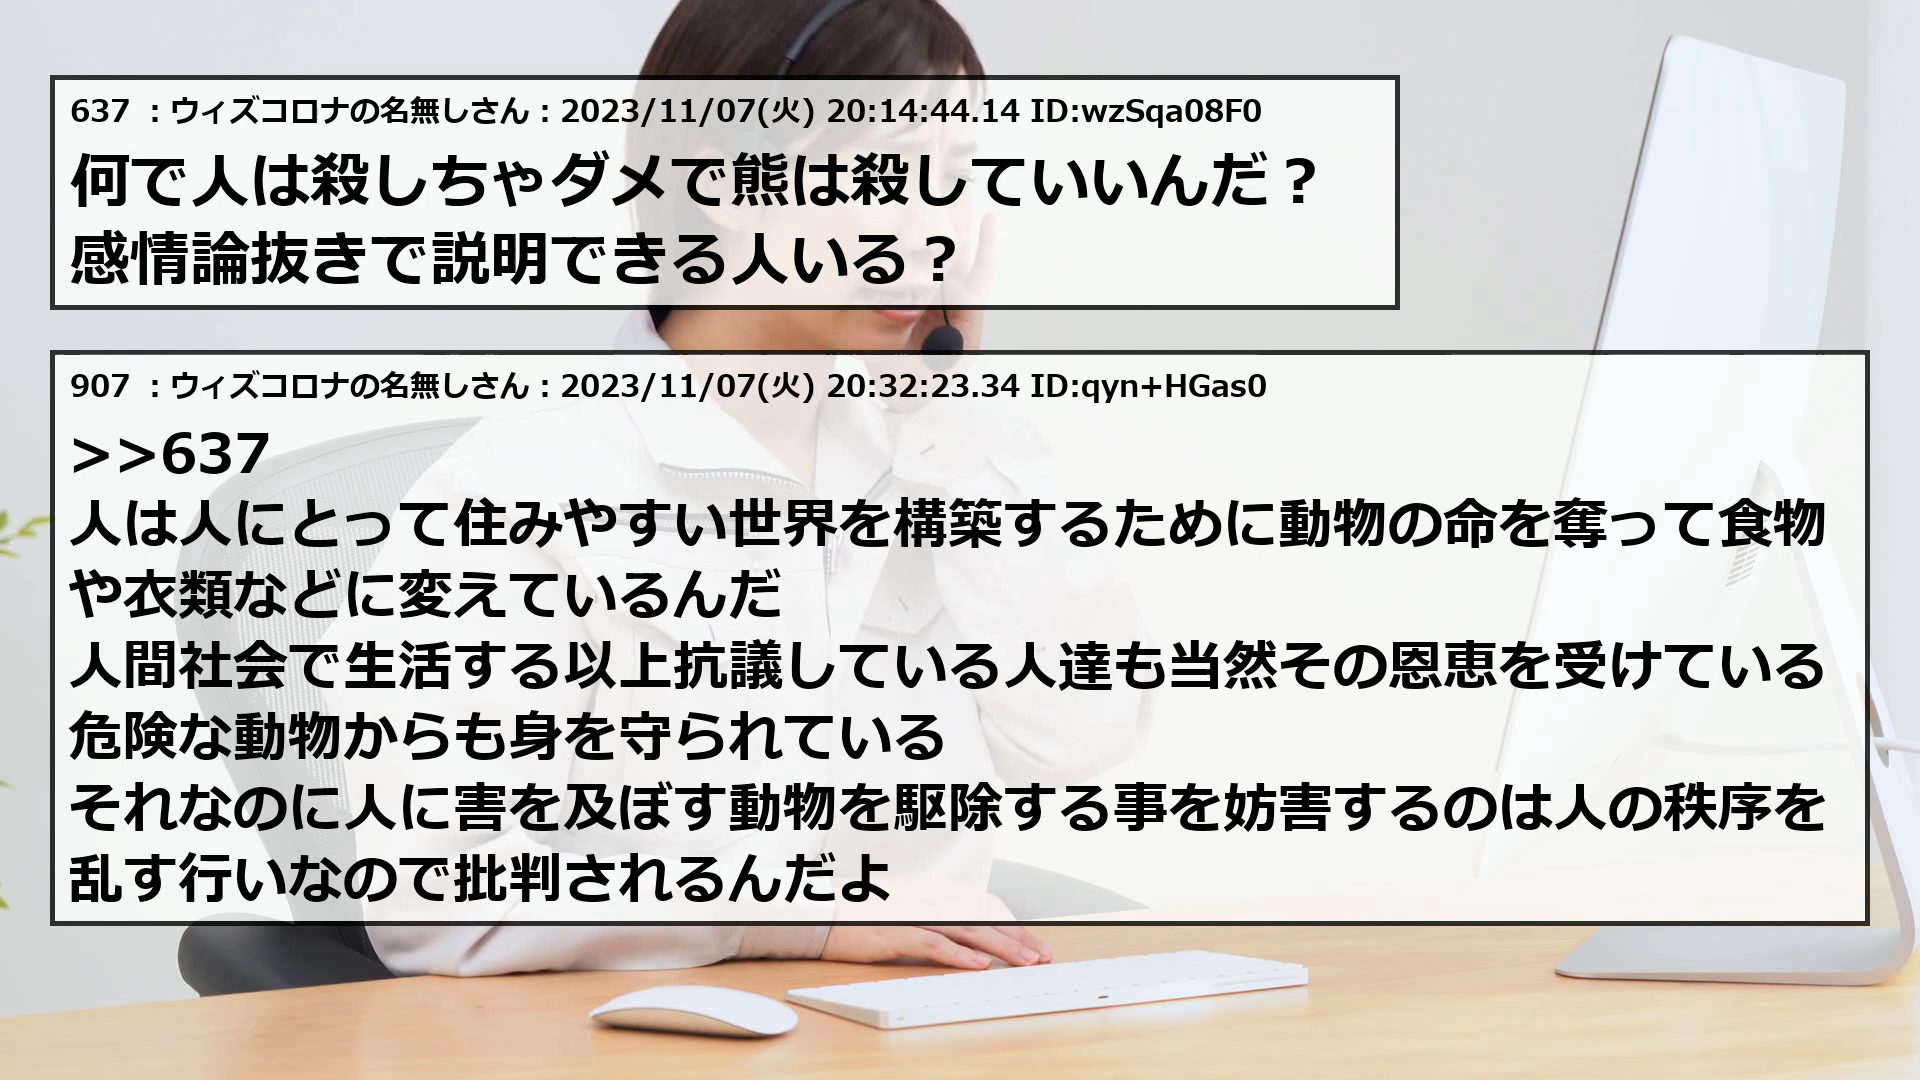 637 ：ウィズコロナの名無しさん：2023/11/07(火) 20:14:44.14 ID:wzSqa08F0
何で人は殺しちゃダメで熊は殺していいんだ？
感情論抜きで説明できる人いる？
907 ：ウィズコロナの名無しさん：2023/11/07(火) 20:32:23.34 ID:qyn+HGas0
>>637
人は人にとって住みやすい世界を構築するために動物の命を奪って食物
や衣類などに変えているんだ
人間社会で生活する以上抗議している人達も当然その恩恵を受けている
危険な動物からも身を守られている
それなのに人に害を及ぼす動物を駆除する事を妨害するのは人の秩序を
乱す行いなので批判されるんだよ